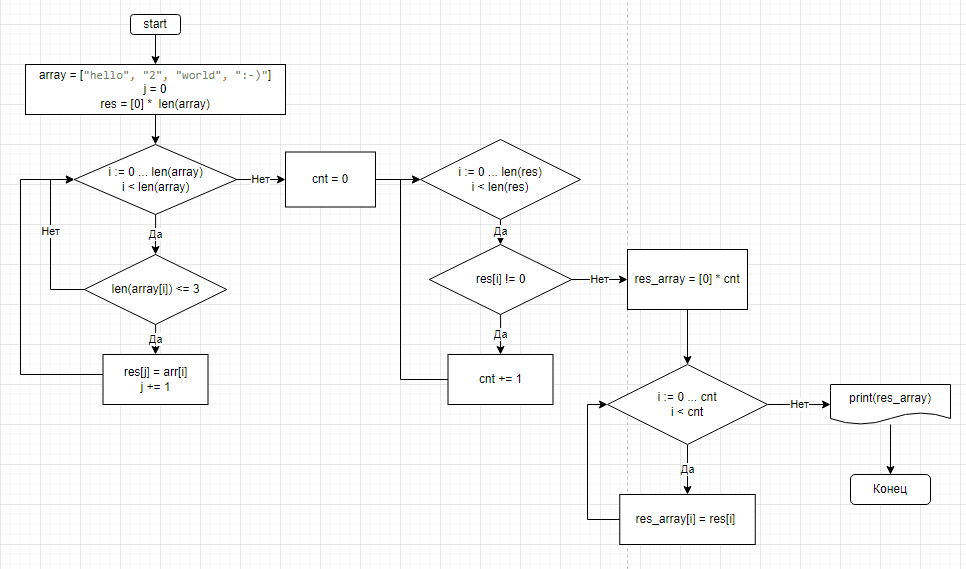 start
array = ["hello", "2", "world", ":-)"]
j = 0
res = [0] * len(array)
i := 0 ... len(array)
i < len(array)
Нет
Да
Нет
len(array[i]) <= 3
Да
res[j] = arr[i]
j += 1
cnt = 0
i := 0 ... len(res)
i < len(res)
Да
res[i] != 0
Нет
Да
cnt += 1
res_array = [0] * cnt
i := 0 ... cnt
i < cnt
Нет
Да
res_array[i] = res[i]
print(res_array)
Конец